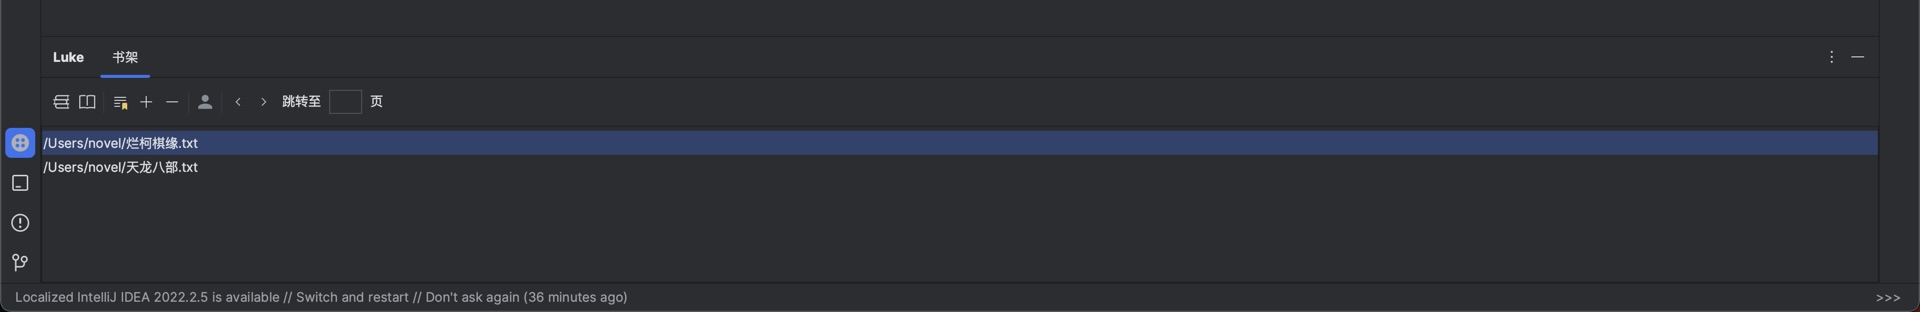 Luke 书架
跳转至 页
/Users/novel/烂柯棋缘.txt
/Users/novel/天龙八部.txt
Localized IntelliJ IDEA 2022.2.5 is available // Switch and restart // Don't ask again (36 minutes ago) >>>